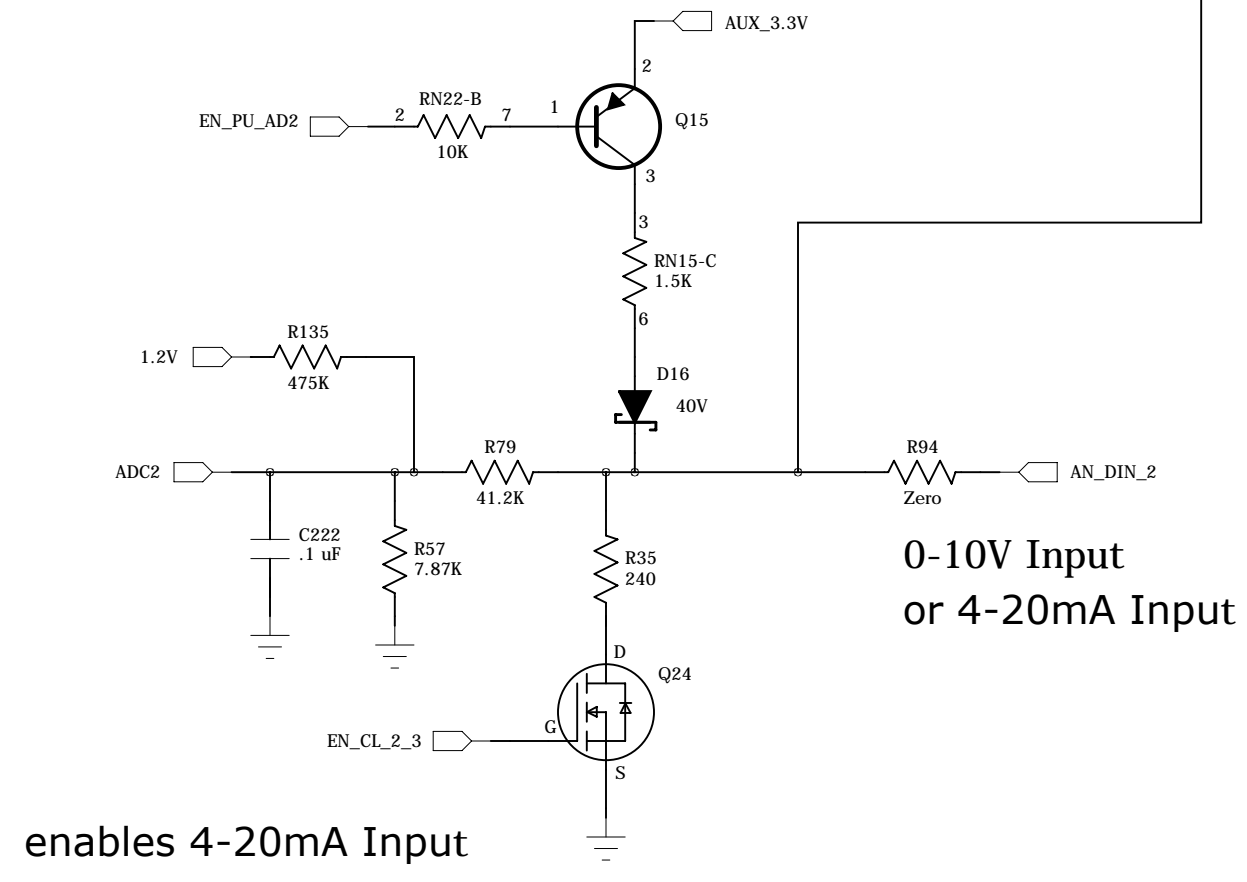 AUX_3.3V
2
RN22-B
EN_PU_AD2
2
7
1
Q15
10K
3
3
RN15-C
1.5K
6
R135
1.2V
475K
D16
40V
R79
R94
ADC2
AN_DIN_2
41.2K
Zero
C222
.1 uF
R57
7.87K
R35
240
0-10V Input
or 4-20mA Input
D
Q24
G
EN_CL_2_3
S
enables 4-20mA Input